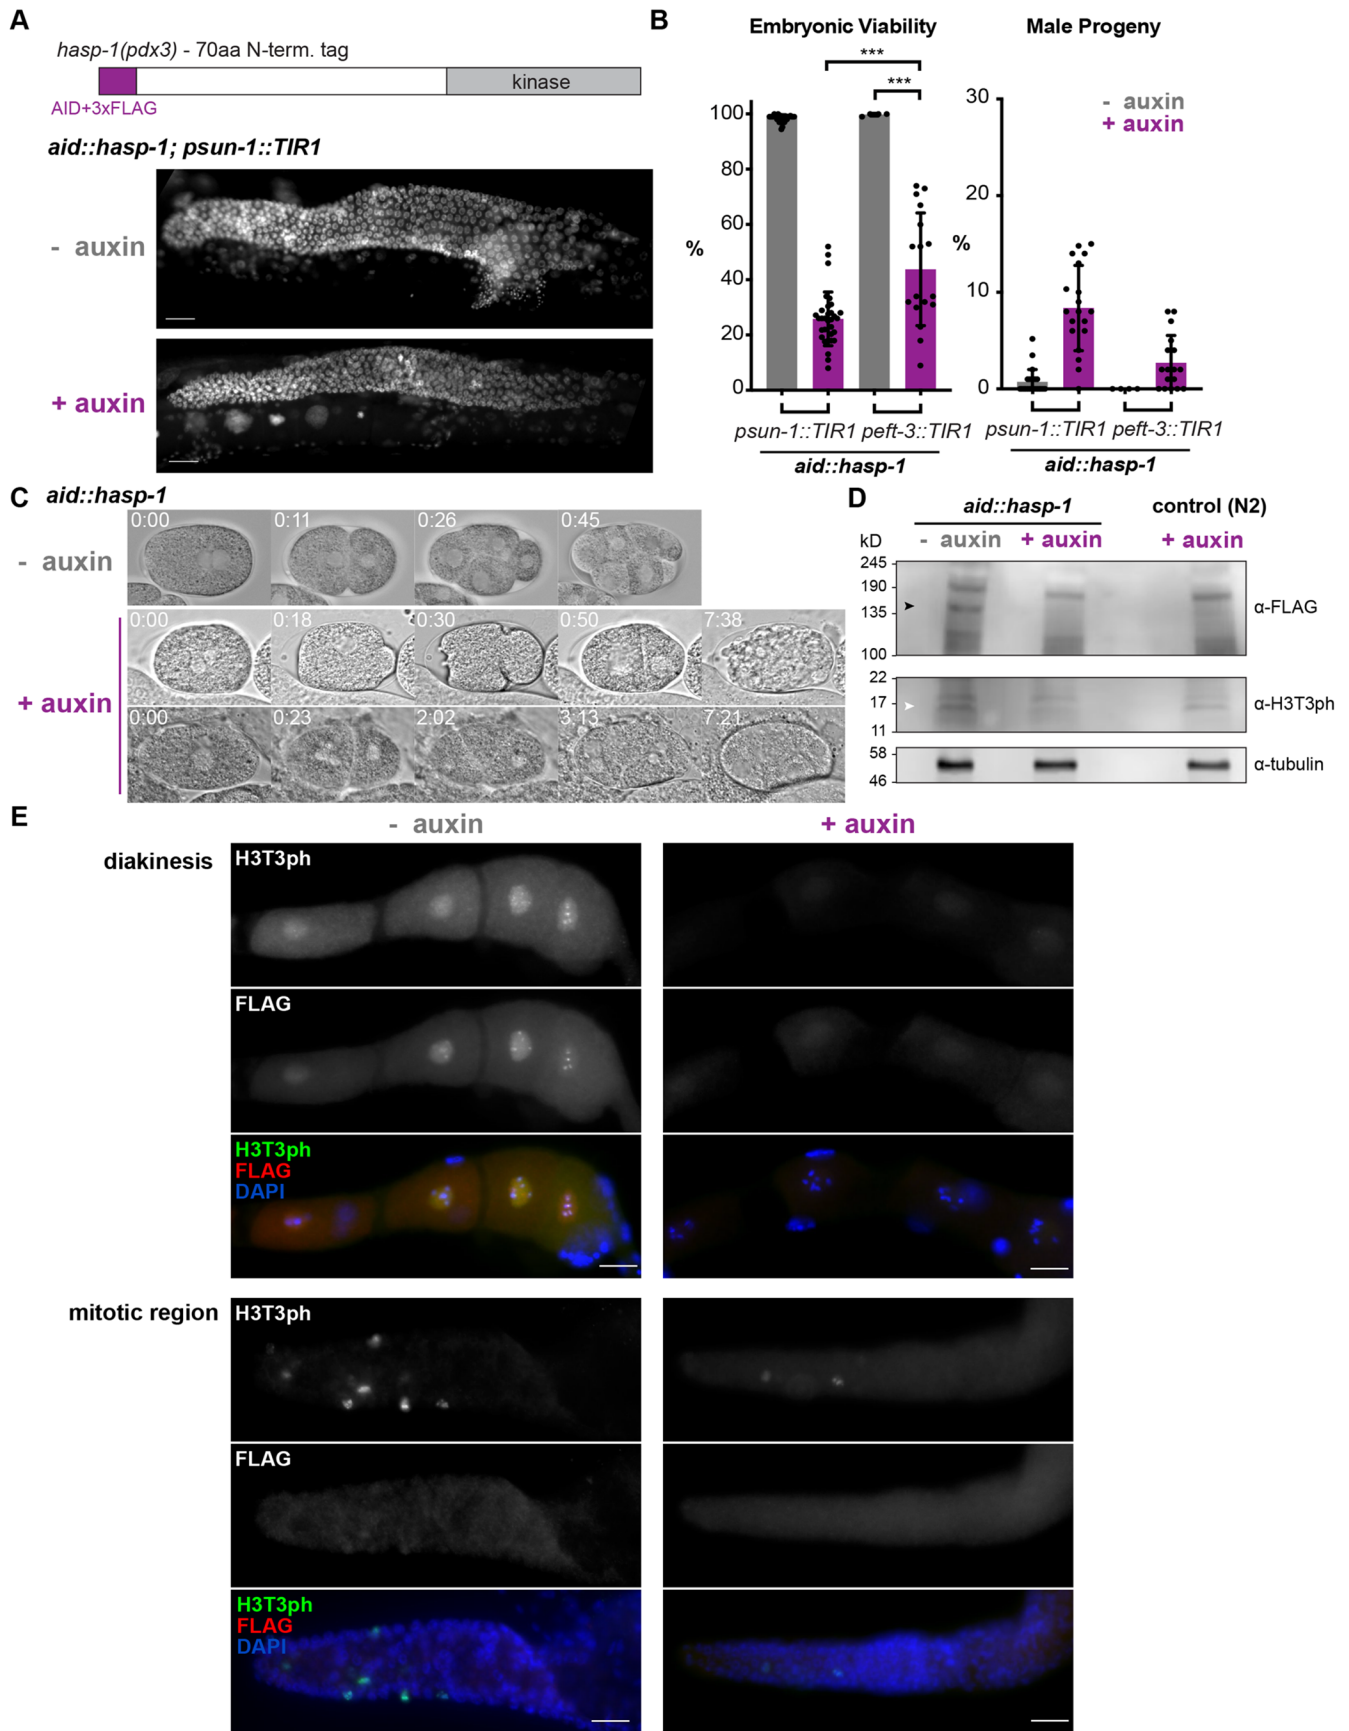 A
hasp-1(pdx3) - 70aa N-term. tag
kinase
AID+3xFLAG
aid::hasp-1; psun-1::TIR1
- auxin
+ auxin
B
Embryonic Viability
***
***
100
80
60
40
20
0
%
psun-1::TIR1 peft-3::TIR1
aid::hasp-1
Male Progeny
- auxin
+ auxin
30
20
10
0
%
psun-1::TIR1 peft-3::TIR1
aid::hasp-1
C
aid::hasp-1
- auxin
0:00 0:11 0:26 0:45
+ auxin
0:00 0:18 0:30 0:50 7:38
0:00 0:23 2:02 3:13 7:21
D
aid::hasp-1 control (N2)
kD - auxin + auxin + auxin
245
190
135
100
α-FLAG
22
17
11
α-H3T3ph
58
46
α-tubulin
E
- auxin + auxin
diakinesis
H3T3ph
FLAG
H3T3ph
FLAG
DAPI
mitotic region
H3T3ph
FLAG
H3T3ph
FLAG
DAPI